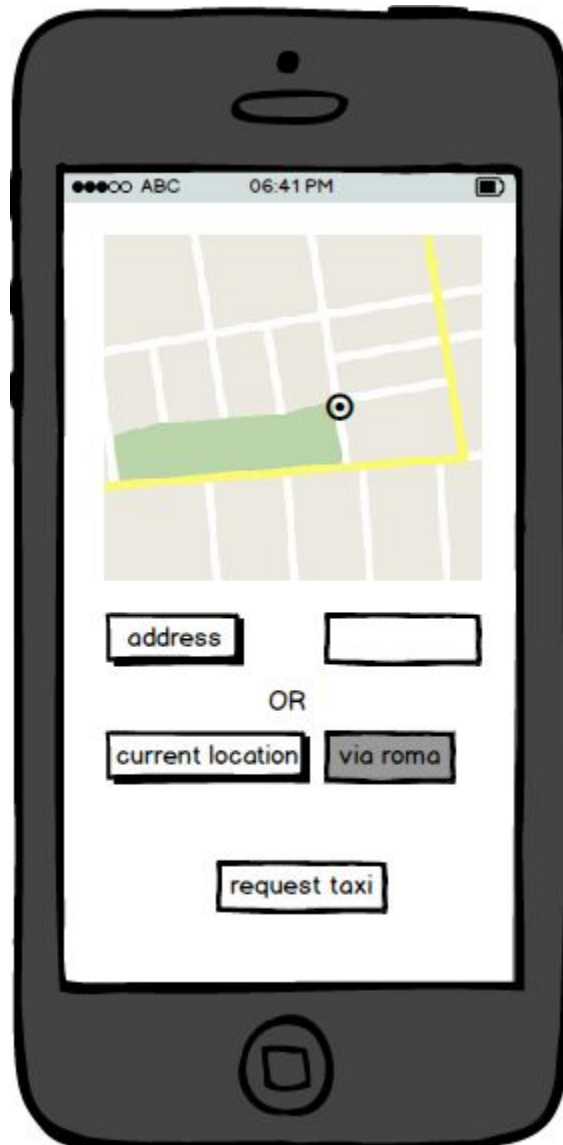 ABC 06:41 PM
address
OR
current location via roma
request taxi